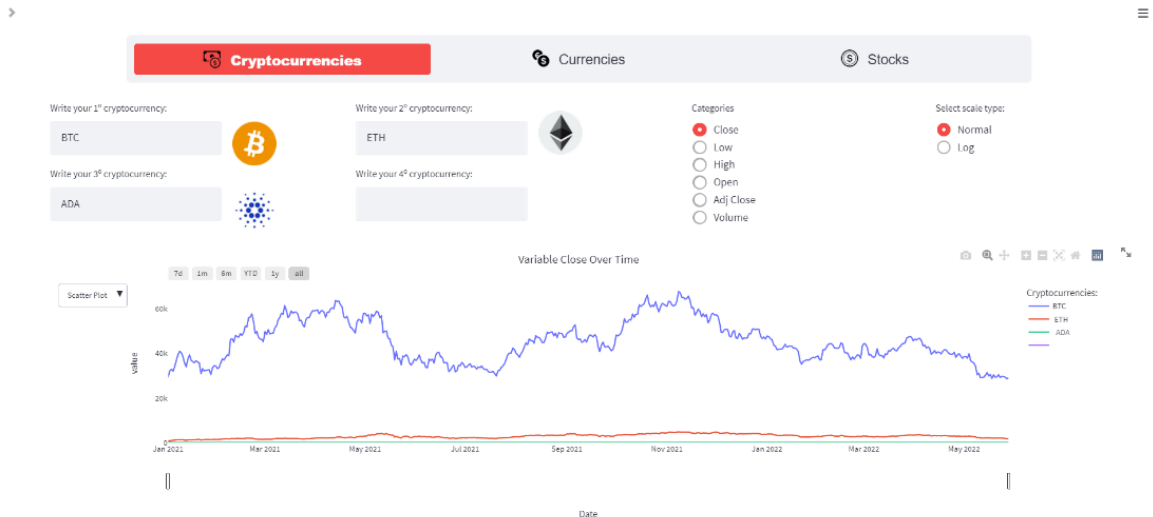 Cryptocurrencies
Currencies
Stocks
Write your 1º cryptocurrency:
BTC
Write your 2º cryptocurrency:
ETH
Write your 3º cryptocurrency:
ADA
Write your 4º cryptocurrency:
Categories
Close
Low
High
Open
Adj Close
Volume
Select scale type:
Normal
Log
Variable Close Over Time
7d 1m 6m YTD 1y all
Scatter Plot
value
60k
40k
20k
0
Jan 2021 Mar 2021 May 2021 Jul 2021 Sep 2021 Nov 2021 Jan 2022 Mar 2022 May 2022
Date
Cryptocurrencies:
BTC
ETH
ADA